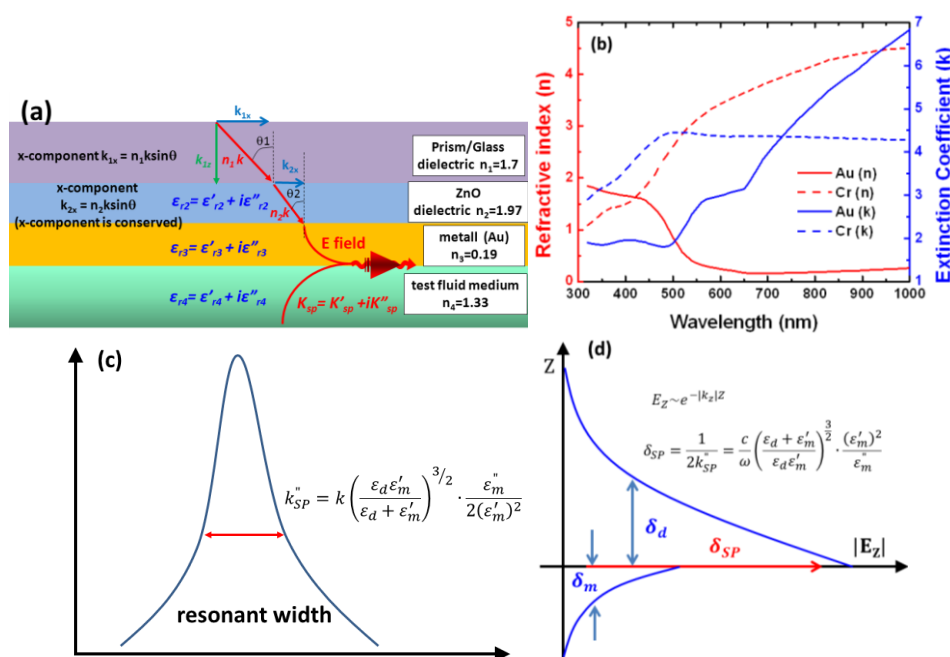 (a)
k1x
θ1
k1z
n1 k
x-component k1x = n1ksinθ
Prism/Glass
dielectric n1=1.7
x-component
k2x = n2ksinθ
(x-component is conserved)
εr2= ε'r2 + iε"r2
k2x
θ2
n2k
ZnO
dielectric n2=1.97
εr3= ε'r3 + iε"r3
E field
metall (Au)
n3=0.19
εr4= ε'r4 + iε"r4
Ksp= K'sp +iK"sp
test fluid medium
n4=1.33
(b)
Refractive index (n)
5
4
3
2
1
0
300 400 500 600 700 800 900 1000
Wavelength (nm)
Extinction Coefficient (k)
7
6
5
4
3
2
1
Au (n)
Cr (n)
Au (k)
Cr (k)
(c)
k"SP = k (εdε'm / εd + ε'm)^3/2 · ε"m / 2(ε'm)²
resonant width
(d)
Z
EZ~e^−|kz|Z
δSP = 1 / 2k"SP = c / ω (εd + ε'm / εdε'm)^3/2 · (ε'm)² / ε"m
δd
δSP
|EZ|
δm